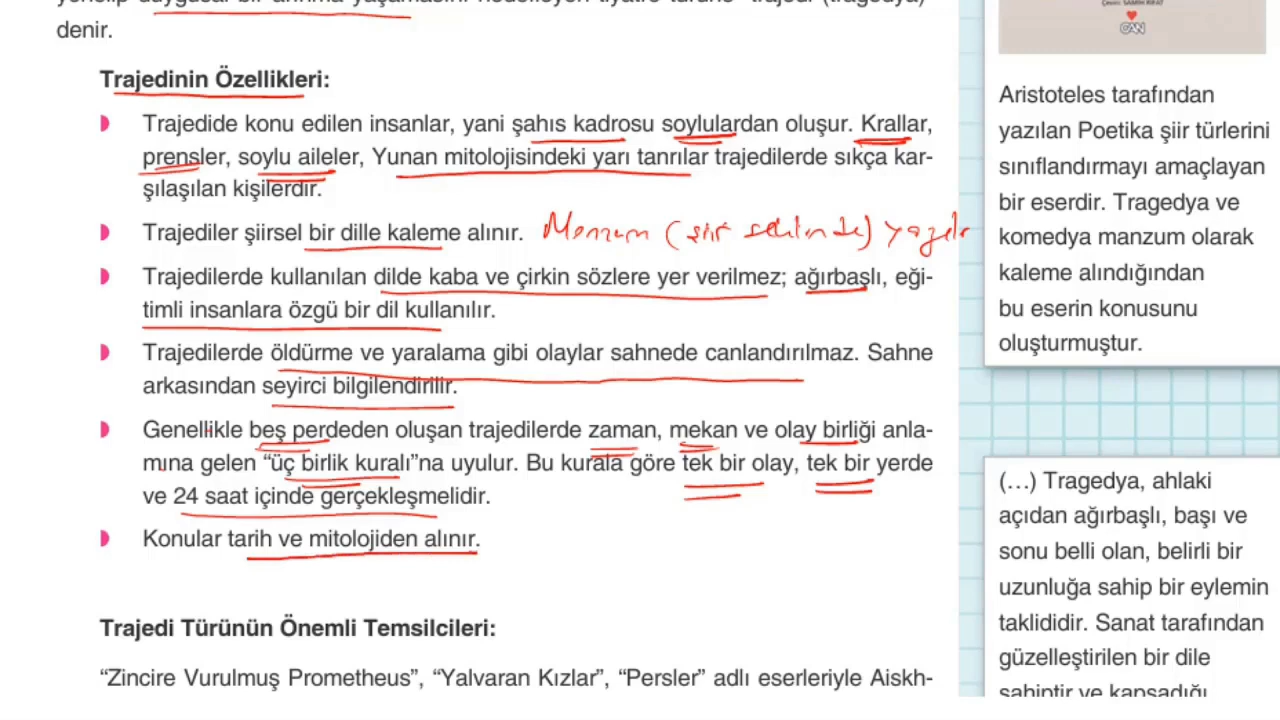 denir.
Trajedinin Özellikleri:
Trajedide konu edilen insanlar, yani şahıs kadrosu soylulardan oluşur. Krallar,
prensler, soylu aileler, Yunan mitolojisindeki yarı tanrılar trajedilerde sıkça kar-
şılaşılan kişilerdir.
Trajediler şiirsel bir dille kaleme alınır. Manzum (şiir şeklinde) yazılır
Trajedilerde kullanılan dilde kaba ve çirkin sözlere yer verilmez; ağırbaşlı, eği-
timli insanlara özgü bir dil kullanılır.
Trajedilerde öldürme ve yaralama gibi olaylar sahnede canlandırılmaz. Sahne
arkasından seyirci bilgilendirilir.
Genellikle beş perdeden oluşan trajedilerde zaman, mekan ve olay birliği anla-
mına gelen “üç birlik kuralı”na uyulur. Bu kurala göre tek bir olay, tek bir yerde
ve 24 saat içinde gerçekleşmelidir.
Konular tarih ve mitolojiden alınır.
Trajedi Türünün Önemli Temsilcileri:
“Zincire Vurulmuş Prometheus”, “Yalvaran Kızlar”, “Persler” adlı eserleriyle Aiskh-
CAN
Aristoteles tarafından
yazılan Poetika şiir türlerini
sınıflandırmayı amaçlayan
bir eserdir. Tragedya ve
komedya manzum olarak
kaleme alındığından
bu eserin konusunu
oluşturmuştur.
(...) Tragedya, ahlaki
açıdan ağırbaşlı, başı ve
sonu belli olan, belirli bir
uzunluğa sahip bir eylemin
taklididir. Sanat tarafından
güzelleştirilen bir dile
sahiptir ve kapsadığı